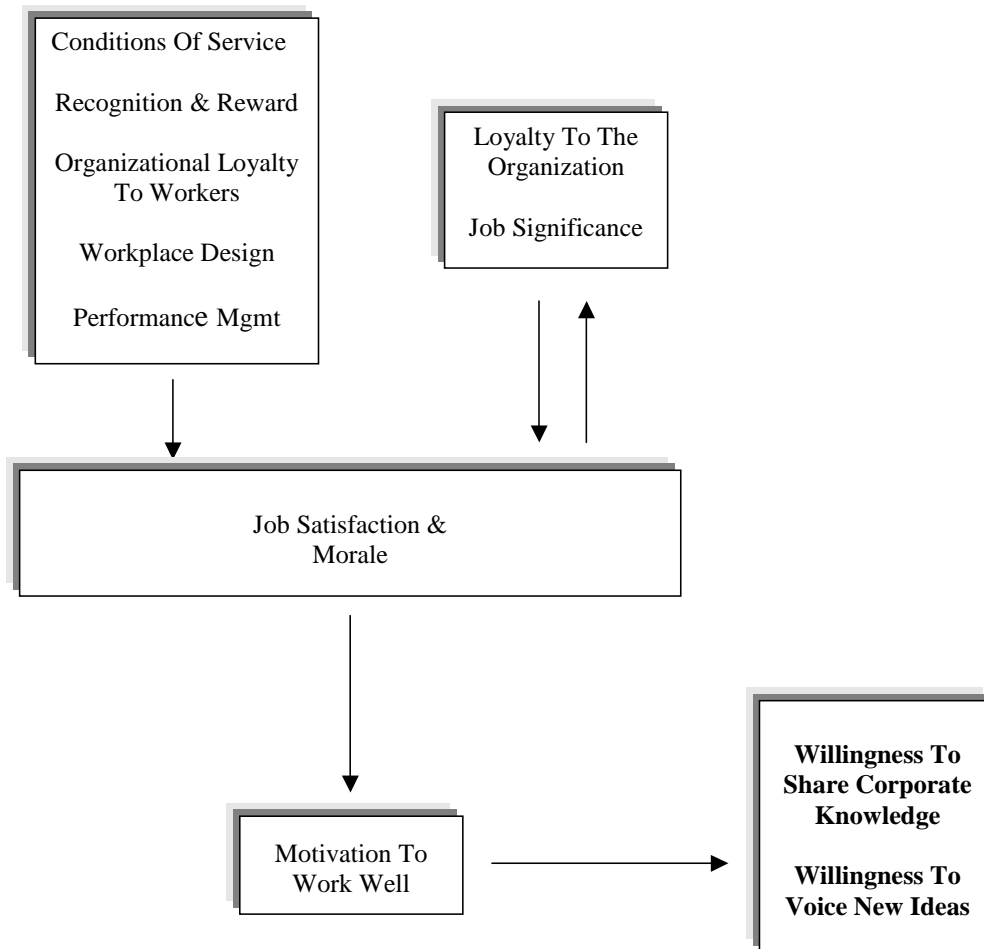 Conditions Of Service
Recognition & Reward
Organizational Loyalty
To Workers
Workplace Design
Performance Mgmt
Loyalty To The
Organization
Job Significance
Job Satisfaction &
Morale
Motivation To
Work Well
Willingness To
Share Corporate
Knowledge
Willingness To
Voice New Ideas